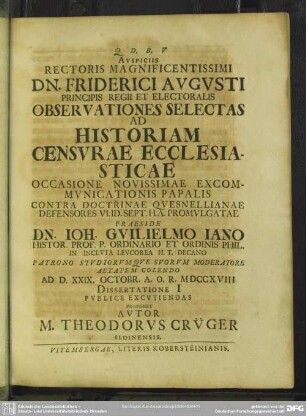 Q. D. B. V
AVSPICIIS
RECTORIS MAGNIFICENTISSIMI
DN. FRIDERICI AVGVSTI
PRINCIPIS REGII ET ELECTORALIS
OBSERVATIONES SELECTAS
AD
HISTORIAM
CENSVRAE ECCLESIA-
STICAE
OCCASIONE NOVISSIMAE EXCOM-
MVNICATIONIS PAPALIS
CONTRA DOCTRINAE QVESNELLIANAE
DEFENSORES VI.ID. SEPT. H.A. PROMVLGATAE
PRAESIDE
DN. IOH. GVILIELMO IANO
HISTOR. PROF. P. ORDINARIO ET ORDINIS PHIL.
IN INCLVTA LEVCOREA H. T. DECANO
PATRONO STVDIORVMQVE SVORVM MODERATORE
AETATEM COLENDO
AD D. XXIX. OCTOBR. A. O. R. MDCCXVIII
DISSERTATIONE I
PVBLICE EXCVTIENDAS
AVTOR
M. THEODORVS CRÜGER
SEDINENSIS.
VITEMBERGAE, LITERIS KOBERSTEINIANIS.